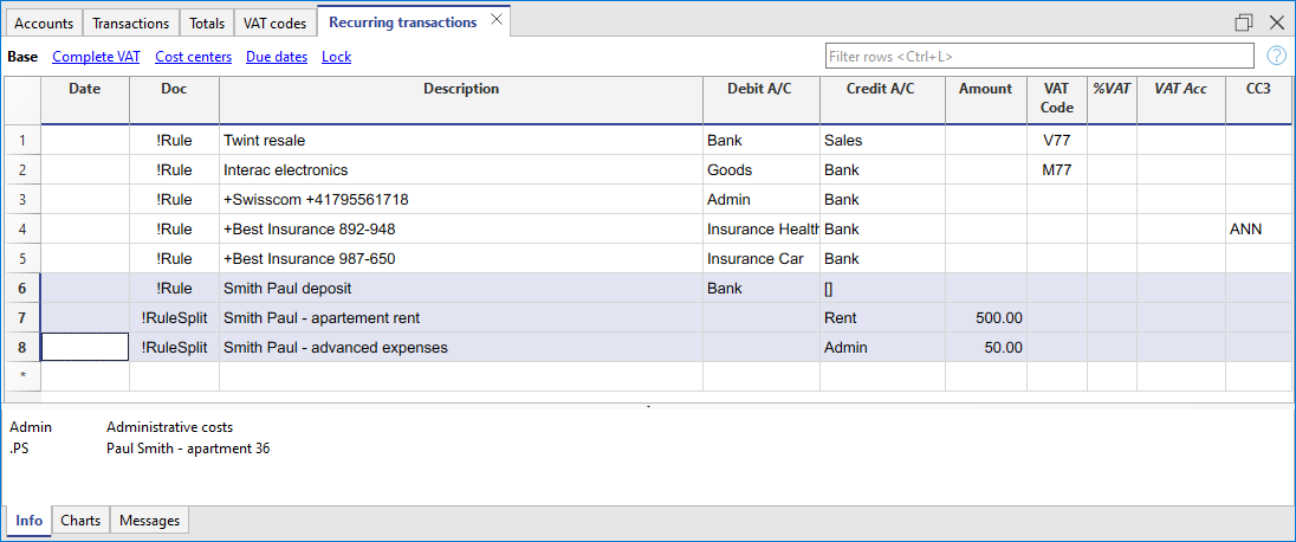 Accounts Transactions Totals VAT codes Recurring transactions
Base Complete VAT Cost centers Due dates Lock Filter rows <Ctrl+L> ?
Date Doc Description Debit A/C Credit A/C Amount VAT Code %VAT VAT Acc CC3
1 !Rule Twint resale Bank Sales V77
2 !Rule Interac electronics Goods Bank M77
3 !Rule +Swisscom +41795561718 Admin Bank
4 !Rule +Best Insurance 892-948 Insurance Health Bank ANN
5 !Rule +Best Insurance 987-650 Insurance Car Bank
6 !Rule Smith Paul deposit Bank []
7 !RuleSplit Smith Paul - apartement rent Rent 500.00
8 !RuleSplit Smith Paul - advanced expenses Admin 50.00
*
Admin Administrative costs
.PS Paul Smith - apartment 36
Info Charts Messages